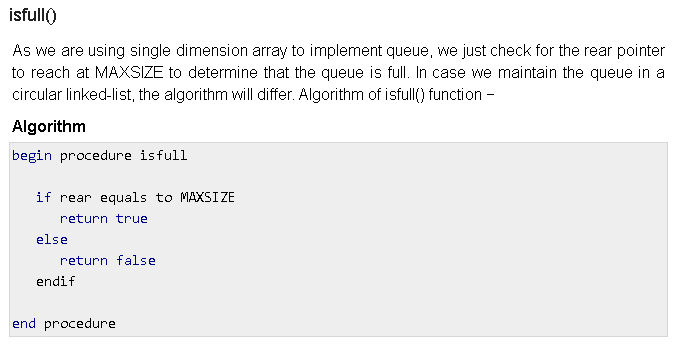 isfull()
As we are using single dimension array to implement queue, we just check for the rear pointer
to reach at MAXSIZE to determine that the queue is full. In case we maintain the queue in a
circular linked-list, the algorithm will differ. Algorithm of isfull() function −
Algorithm
begin procedure isfull
if rear equals to MAXSIZE
return true
else
return false
endif
end procedure